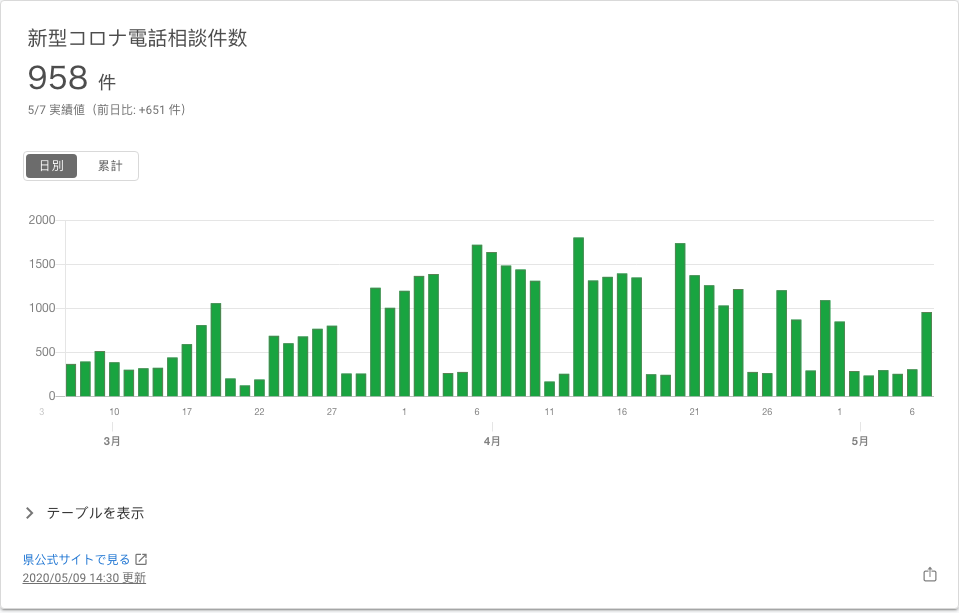 新型コロナ電話相談件数
958 件
5/7 実績値（前日比: +651 件）
日別 累計
2000
1500
1000
500
0
3 10 17 22 27 1 6 11 16 21 26 1 6
3月 4月 5月
テーブルを表示
県公式サイトで見る
2020/05/09 14:30 更新